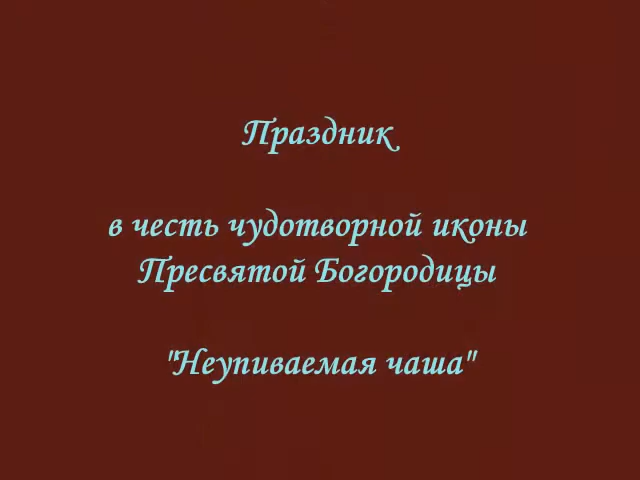 Праздник
в честь чудотворной иконы
Пресвятой Богородицы
"Неупиваемая чаша"